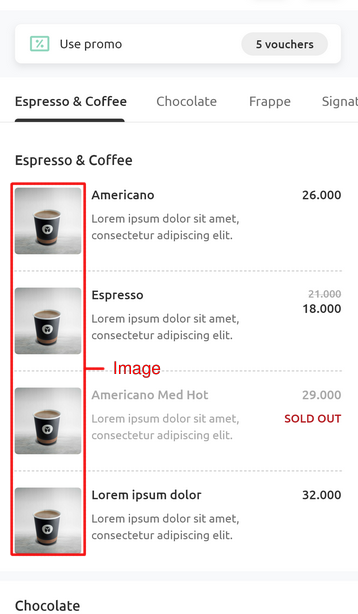 Use promo
5 vouchers
Espresso & Coffee
Chocolate
Frappe
Signat
Espresso & Coffee
Americano
26.000
Lorem ipsum dolor sit amet,
consectetur adipiscing elit.
Espresso
21.000
18.000
Lorem ipsum dolor sit amet,
consectetur adipiscing elit.
Image
Americano Med Hot
29.000
Lorem ipsum dolor sit amet,
consectetur adipiscing elit.
SOLD OUT
Lorem ipsum dolor
32.000
Lorem ipsum dolor sit amet,
consectetur adipiscing elit.
Chocolate